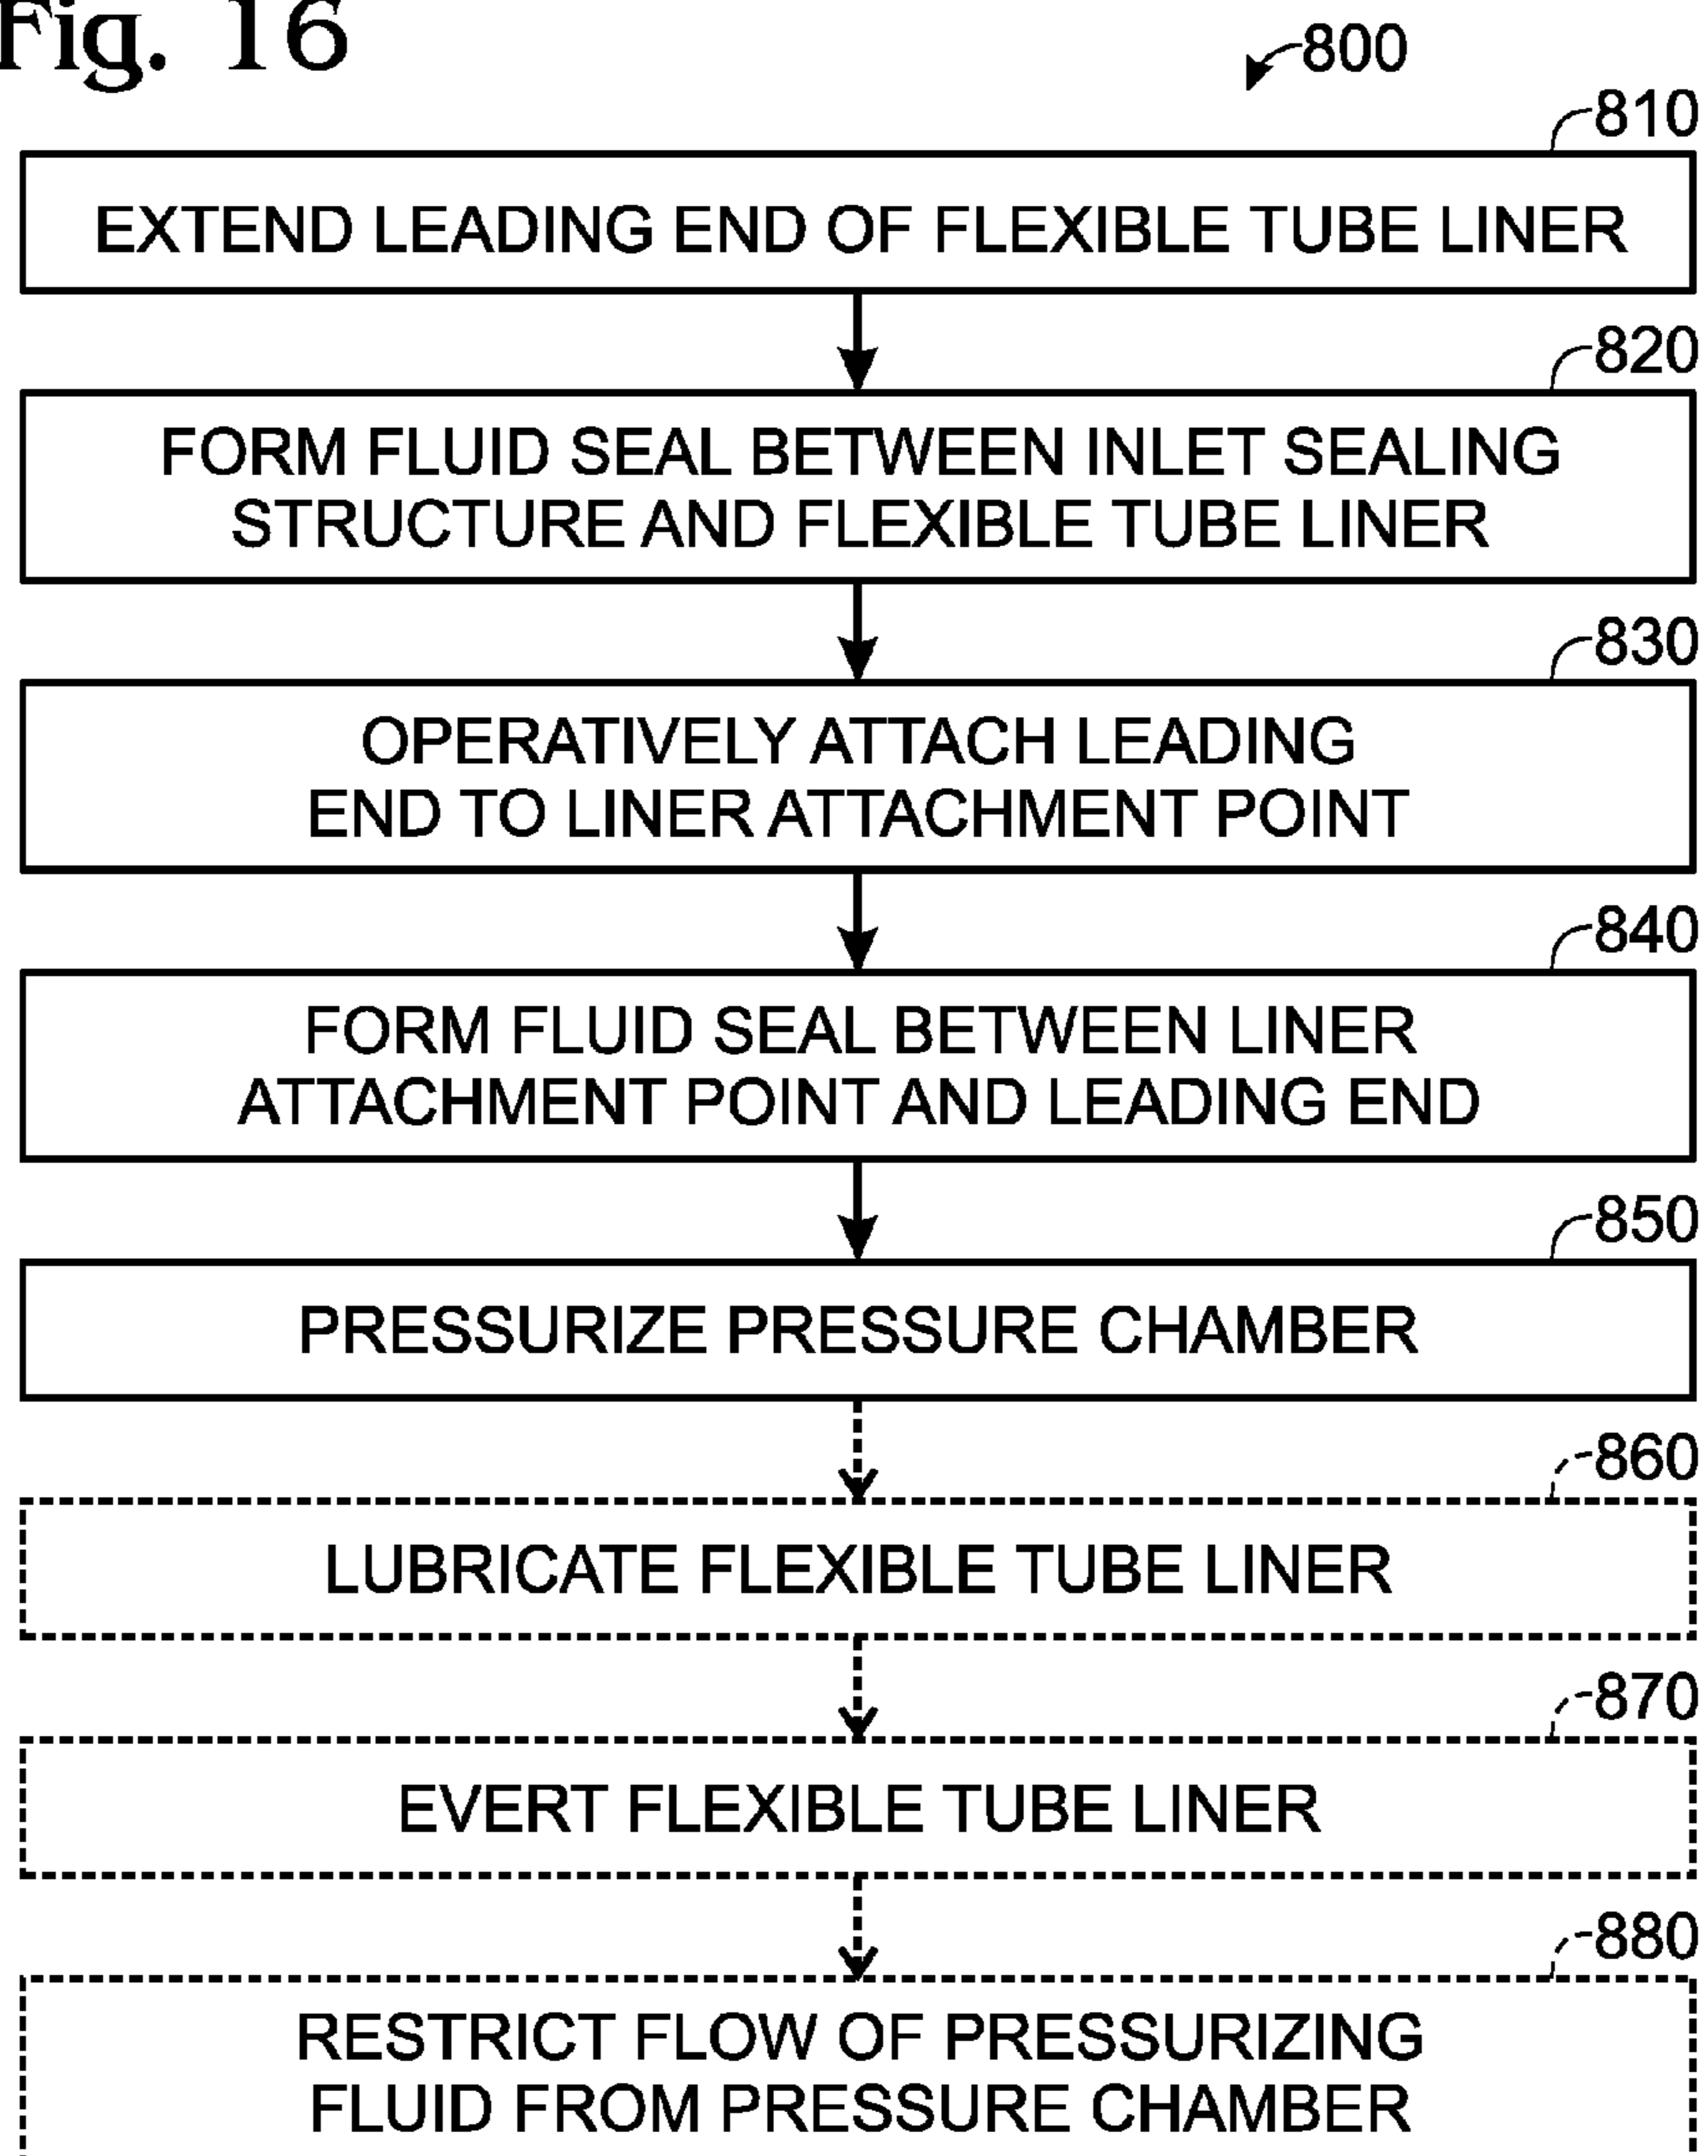 Fig. 16
800
810
EXTEND LEADING END OF FLEXIBLE TUBE LINER
820
FORM FLUID SEAL BETWEEN INLET SEALING
STRUCTURE AND FLEXIBLE TUBE LINER
830
OPERATIVELY ATTACH LEADING
END TO LINER ATTACHMENT POINT
840
FORM FLUID SEAL BETWEEN LINER
ATTACHMENT POINT AND LEADING END
850
PRESSURIZE PRESSURE CHAMBER
860
LUBRICATE FLEXIBLE TUBE LINER
870
EVERT FLEXIBLE TUBE LINER
880
RESTRICT FLOW OF PRESSURIZING
FLUID FROM PRESSURE CHAMBER